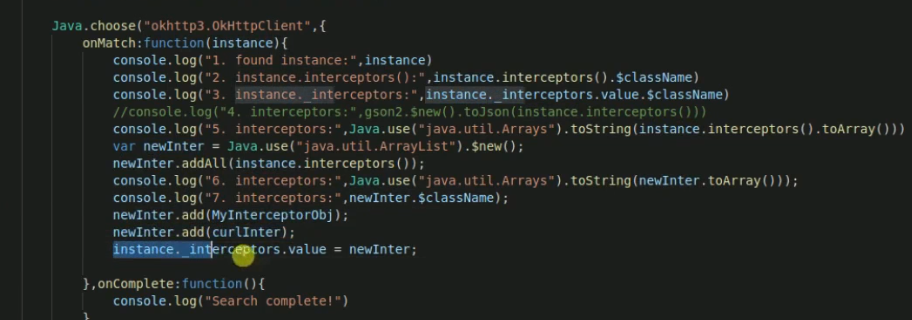 Java.choose("okhttp3.OkHttpClient",{
onMatch:function(instance){
console.log("1. found instance:",instance)
console.log("2. instance.interceptors():",instance.interceptors().$className)
console.log("3. instance._interceptors:",instance._interceptors.value.$className)
//console.log("4. interceptors:",gson2.$new().toJson(instance.interceptors()))
console.log("5. interceptors:",Java.use("java.util.Arrays").toString(instance.interceptors().toArray()))
var newInter = Java.use("java.util.ArrayList").$new();
newInter.addAll(instance.interceptors());
console.log("6. interceptors:",Java.use("java.util.Arrays").toString(newInter.toArray()));
console.log("7. interceptors:",newInter.$className);
newInter.add(MyInterceptorObj);
newInter.add(curlInter);
instance._interceptors.value = newInter;
},onComplete:function(){
console.log("Search complete!")
}